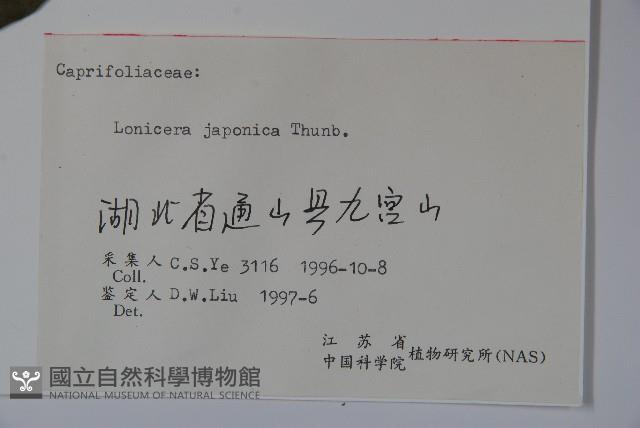 Caprifoliaceae:
Lonicera japonica Thunb.
湖北省通山县九宫山
采集人 C.S.Ye 3116 1996-10-8
Coll.
鉴定人 D.W.Liu 1997-6
Det.
江苏省
中国科学院 植物研究所(NAS)
國立自然科學博物館
NATIONAL MUSEUM OF NATURAL SCIENCE